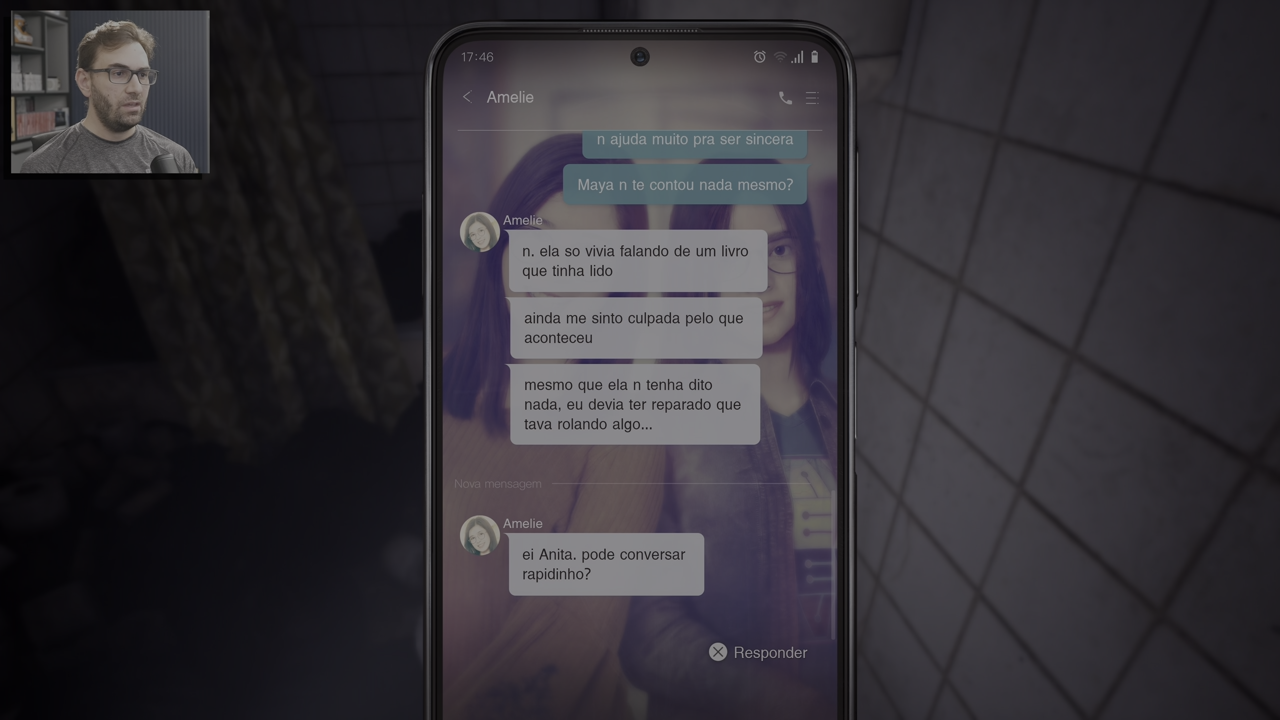 17:46
Amelie
n ajuda muito pra ser sincera
Maya n te contou nada mesmo?
Amelie
n. ela so vivia falando de um livro
que tinha lido
ainda me sinto culpada pelo que
aconteceu
mesmo que ela n tenha dito
nada, eu devia ter reparado que
tava rolando algo...
Nova mensagem
Amelie
ei Anita. pode conversar
rapidinho?
Responder